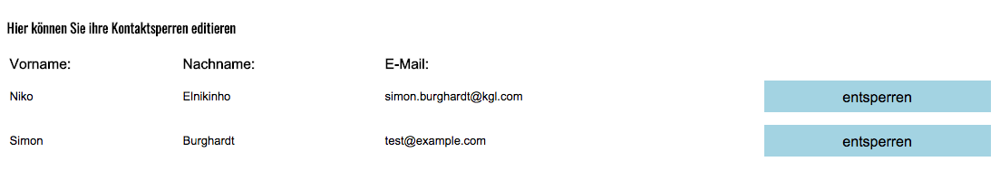 Hier können Sie ihre Kontaktsperren editieren
Vorname: Nachname: E-Mail:
Niko Elnikinho simon.burghardt@kgl.com entsperren
Simon Burghardt test@example.com entsperren